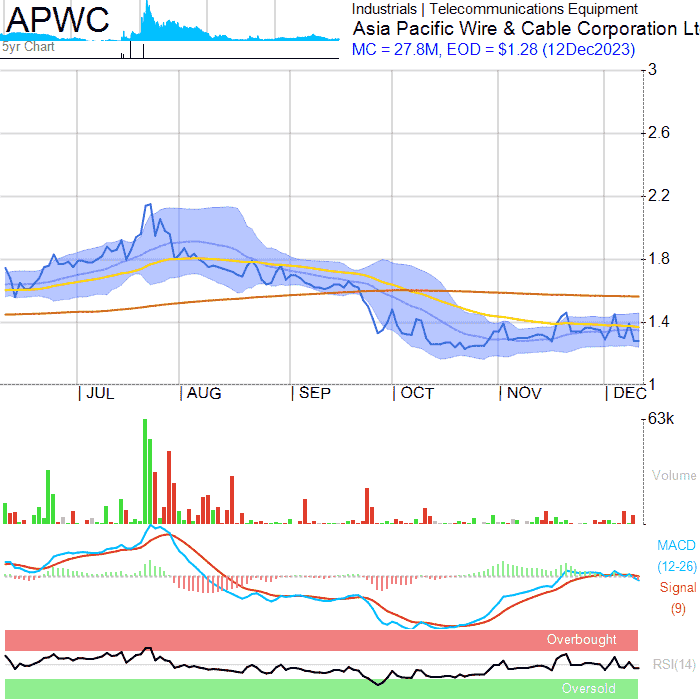 APWC
5yr Chart
Industrials | Telecommunications Equipment
Asia Pacific Wire & Cable Corporation Lt
MC = 27.8M, EOD = $1.28 (12Dec2023)
3
2.6
2.2
1.8
1.4
1
| JUL | AUG | SEP | OCT | NOV | DEC
63k
Volume
MACD
(12-26)
Signal
(9)
Overbought
RSI(14)
Oversold